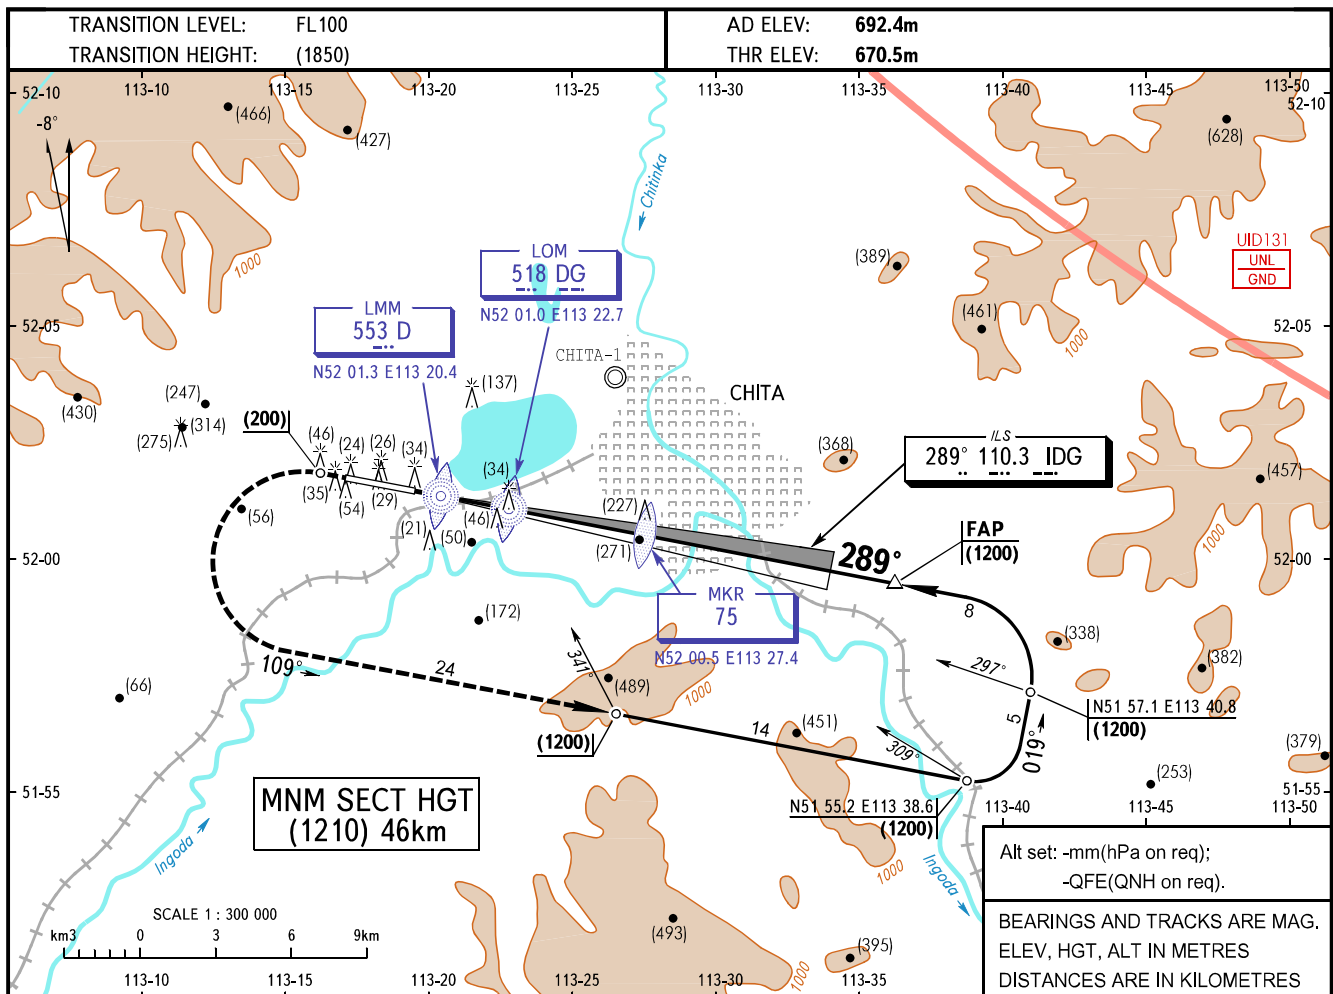 TRANSITION LEVEL: FL100
TRANSITION HEIGHT: (1850)
AD ELEV: 692.4m
THR ELEV: 670.5m
113-10 113-15 113-20 113-25 113-30 113-35 113-40 113-45 113-50
52-10 52-10
-8°
(466)
(427)
(628)
Chitinka
1000
(389)
UID131
UNL
GND
LOM
518 DG
N52 01.0 E113 22.7
LMM
553 D
N52 01.3 E113 20.4
(461)
52-05 52-05
1000
CHITA-1
CHITA
(137)
(430)
(247)
(314)
(275)
(200)
(46)
(24)
(26)
(34)
(34)
(35)
(54)
(29)
(21)
(50)
(46)
(56)
(227)
(271)
(368)
ILS
289° 110.3 IDG
(457)
1000
289°
FAP
(1200)
52-00 52-00
MKR
75
N52 00.5 E113 27.4
8
(172)
(338)
(382)
109°
24
341°
(489)
1000
297°
N51 57.1 E113 40.8
(1200)
(66)
5
019°
(1200)
14
(451)
309°
(379)
(253)
51-55 51-55
N51 55.2 E113 38.6
(1200)
113-40 113-45 113-50
MNM SECT HGT
(1210) 46km
Ingoda
1000
Ingoda
Alt set: -mm(hPa on req);
-QFE(QNH on req).
SCALE 1 : 300 000
km3 0 3 6 9km
(493)
(395)
1000
BEARINGS AND TRACKS ARE MAG.
ELEV, HGT, ALT IN METRES
DISTANCES ARE IN KILOMETRES
113-10 113-15 113-20 113-25 113-30 113-35